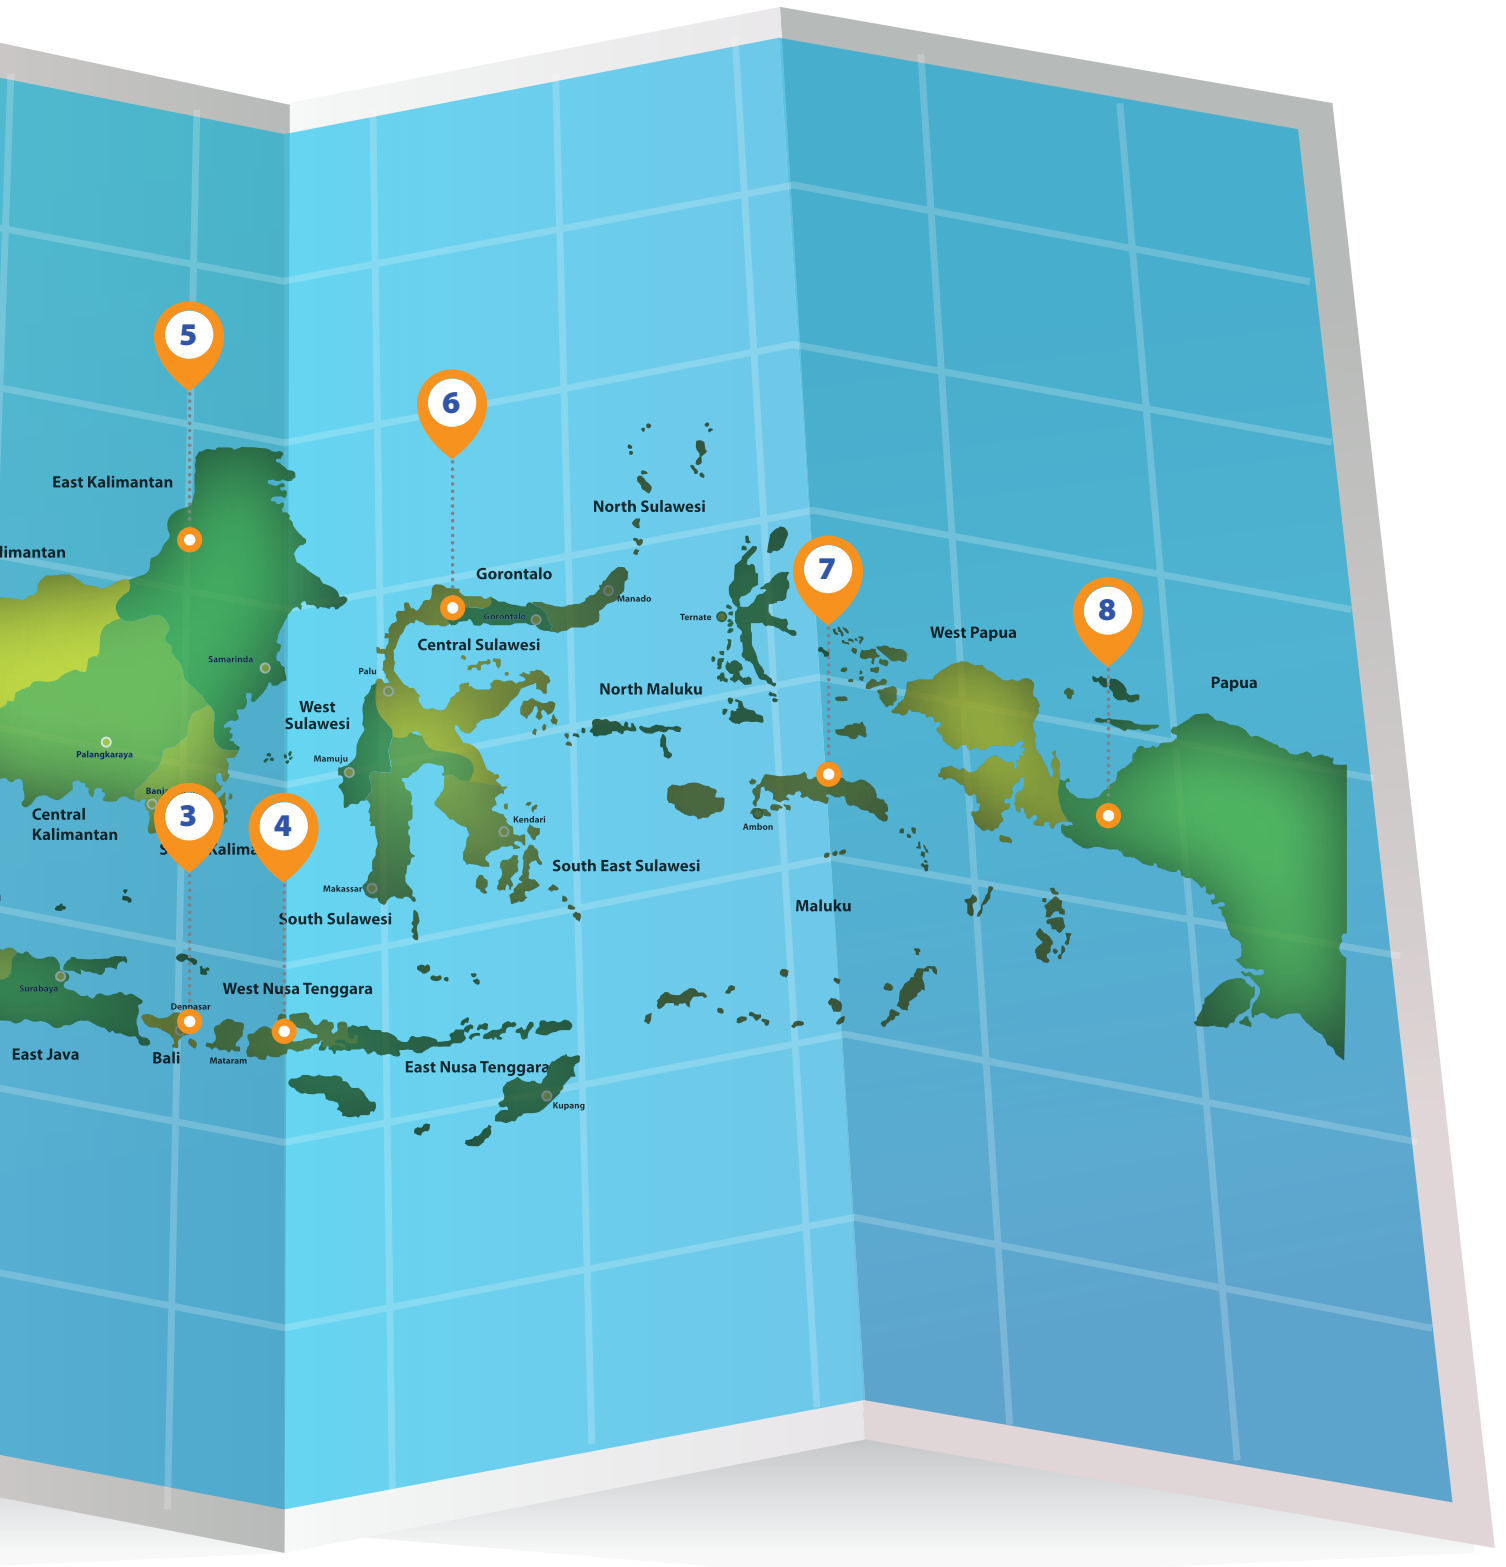 5
6
East Kalimantan
North Sulawesi
limantan
7
Gorontalo
Manado
8
Gorontalo
Ternate
West Papua
Central Sulawesi
Samarinda
Palu
North Maluku
Papua
West
Sulawesi
Palangkaraya
Mamuju
Banj
3
4
Central
Kalimantan
Kendari
Ambon
S
Kalima
South East Sulawesi
Makassar
South Sulawesi
Maluku
Surabaya
West Nusa Tenggara
Denpasar
East Java
Bali
Mataram
East Nusa Tenggara
Kupang